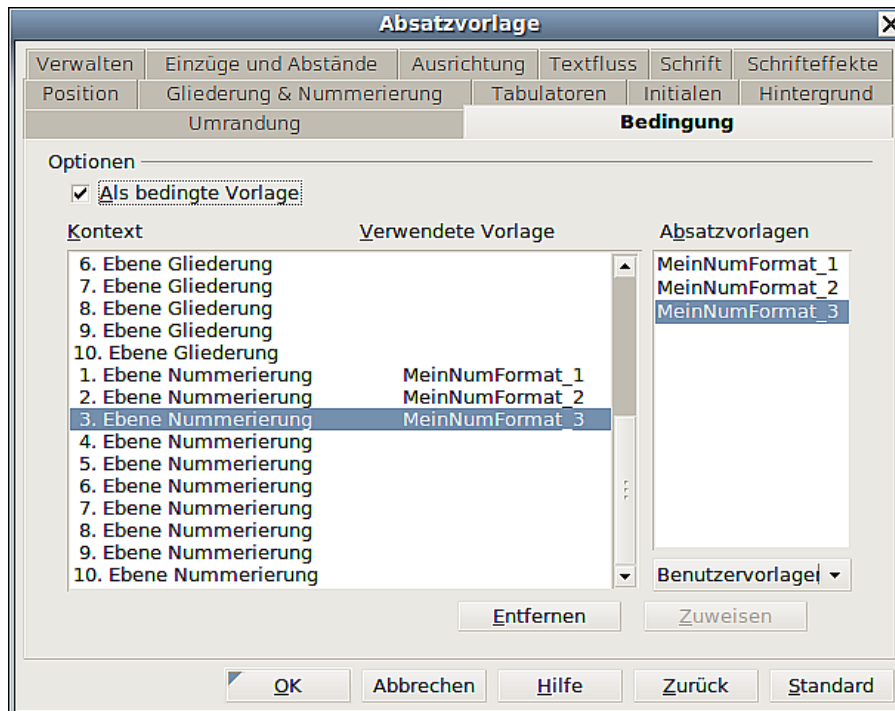 Absatzvorlage
Verwalten Einzüge und Abstände Ausrichtung Textfluss Schrift Schrifteffekte
Position Gliederung & Nummerierung Tabulatoren Initialen Hintergrund
Umrandung Bedingung
Optionen
Als bedingte Vorlage
Kontext Verwendete Vorlage Absatzvorlagen
6. Ebene Gliederung
7. Ebene Gliederung
8. Ebene Gliederung
9. Ebene Gliederung
10. Ebene Gliederung
1. Ebene Nummerierung MeinNumFormat_1
2. Ebene Nummerierung MeinNumFormat_2
3. Ebene Nummerierung MeinNumFormat_3
4. Ebene Nummerierung
5. Ebene Nummerierung
6. Ebene Nummerierung
7. Ebene Nummerierung
8. Ebene Nummerierung
9. Ebene Nummerierung
10. Ebene Nummerierung
MeinNumFormat_1
MeinNumFormat_2
MeinNumFormat_3
Benutzervorlagen
Entfernen Zuweisen
OK Abbrechen Hilfe Zurück Standard